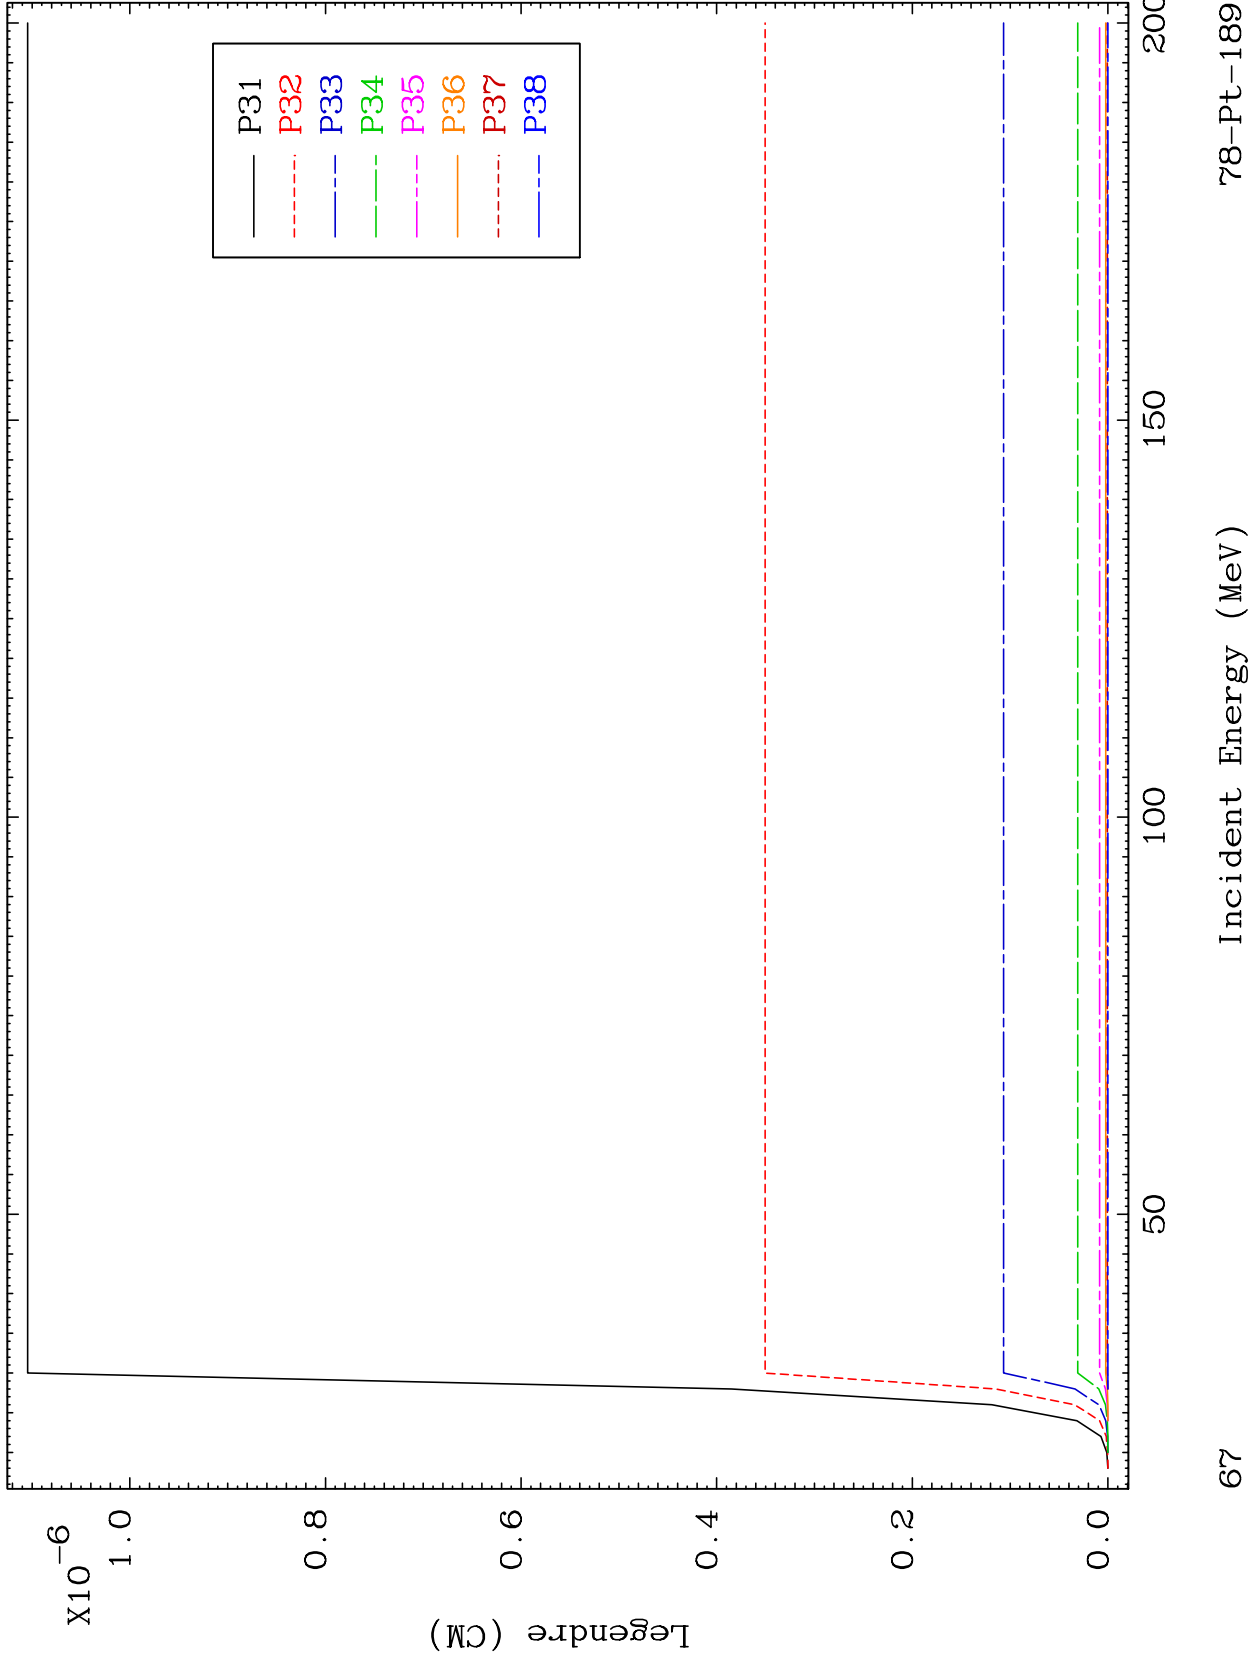 X10-6
1.0
0.8
0.6
0.4
0.2
0.0
Legendre (CM)
P31
P32
P33
P34
P35
P36
P37
P38
50
100
150
200
Incident Energy (MeV)
67
78-Pt-189